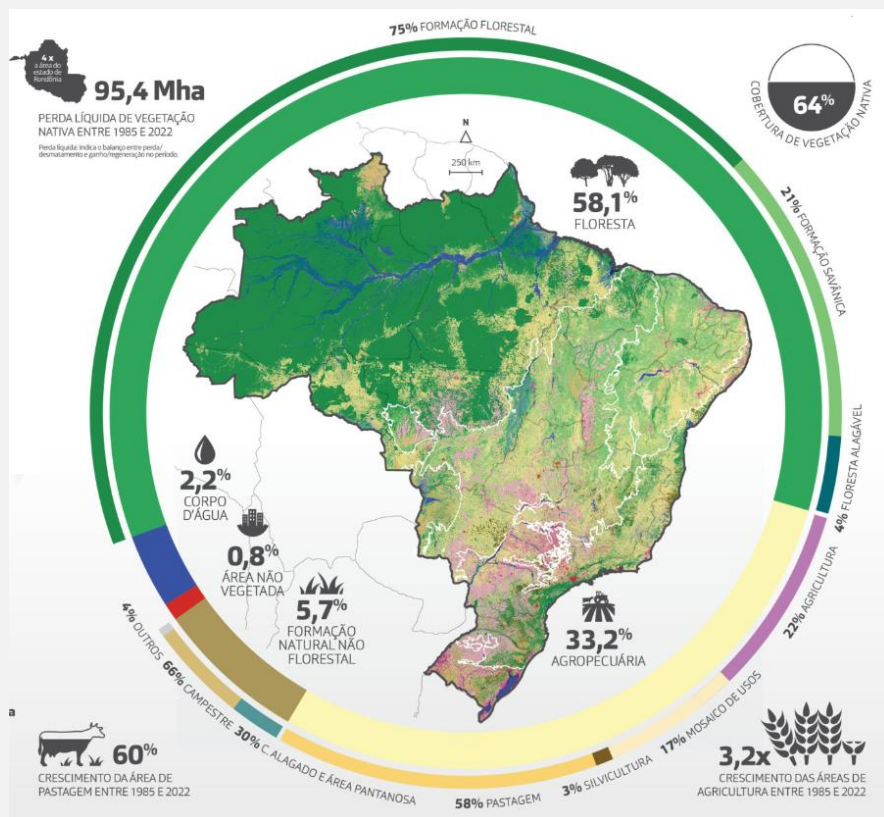 75% FORMAÇÃO FLORESTAL
4 x
a área do
estado de
Rondônia
95,4 Mha
PERDA LÍQUIDA DE VEGETAÇÃO
NATIVA ENTRE 1985 E 2022
Perda líquida: indica o balanço entre perda/
desmatamento e ganho/regeneração no período.
64%
COBERTURA DE VEGETAÇÃO NATIVA
N
250 km
58,1%
FLORESTA
21% FORMAÇÃO SAVÂNICA
4% FLORESTA ALAGÁVEL
2,2%
CORPO
D'ÁGUA
0,8%
ÁREA NÃO
VEGETADA
5,7%
FORMAÇÃO
NATURAL NÃO
FLORESTAL
33,2%
AGROPECUÁRIA
22% AGRICULTURA
17% MOSAICO DE USOS
3% SILVICULTURA
58% PASTAGEM
30% C. ALAGADO E ÁREA PANTANOSA
66% CAMPESTRE
4% OUTROS
a
60%
CRESCIMENTO DA ÁREA DE
PASTAGEM ENTRE 1985 E 2022
3,2x
CRESCIMENTO DAS ÁREAS DE
AGRICULTURA ENTRE 1985 E 2022